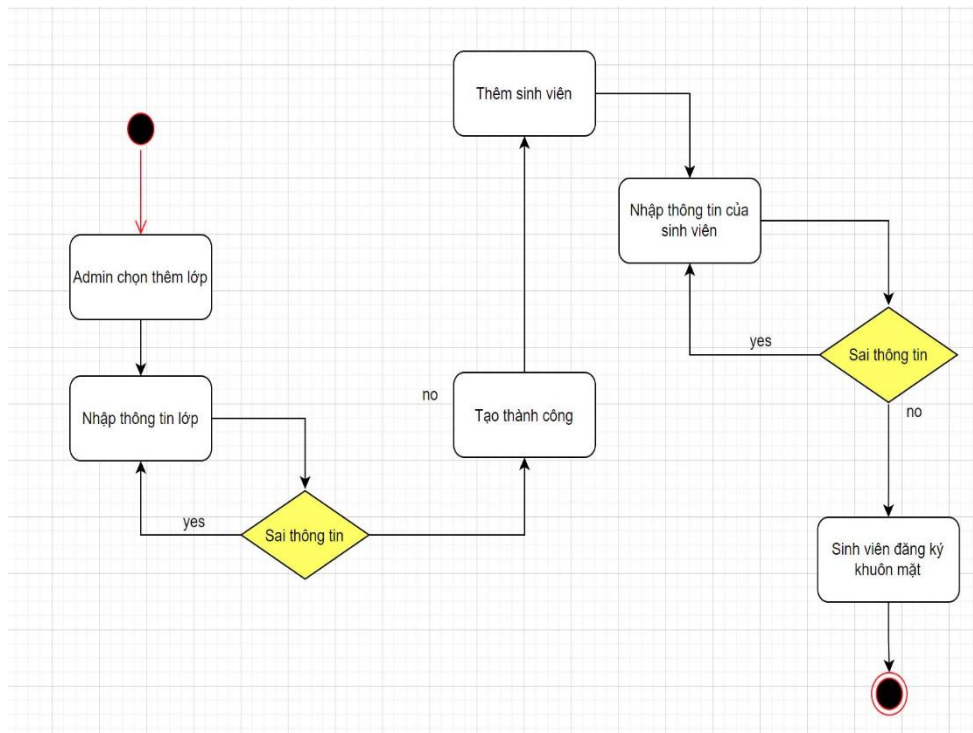 Admin chọn thêm lớp
Nhập thông tin lớp
Sai thông tin
yes
no
Tạo thành công
Thêm sinh viên
Nhập thông tin của
sinh viên
Sai thông tin
yes
no
Sinh viên đăng ký
khuôn mặt